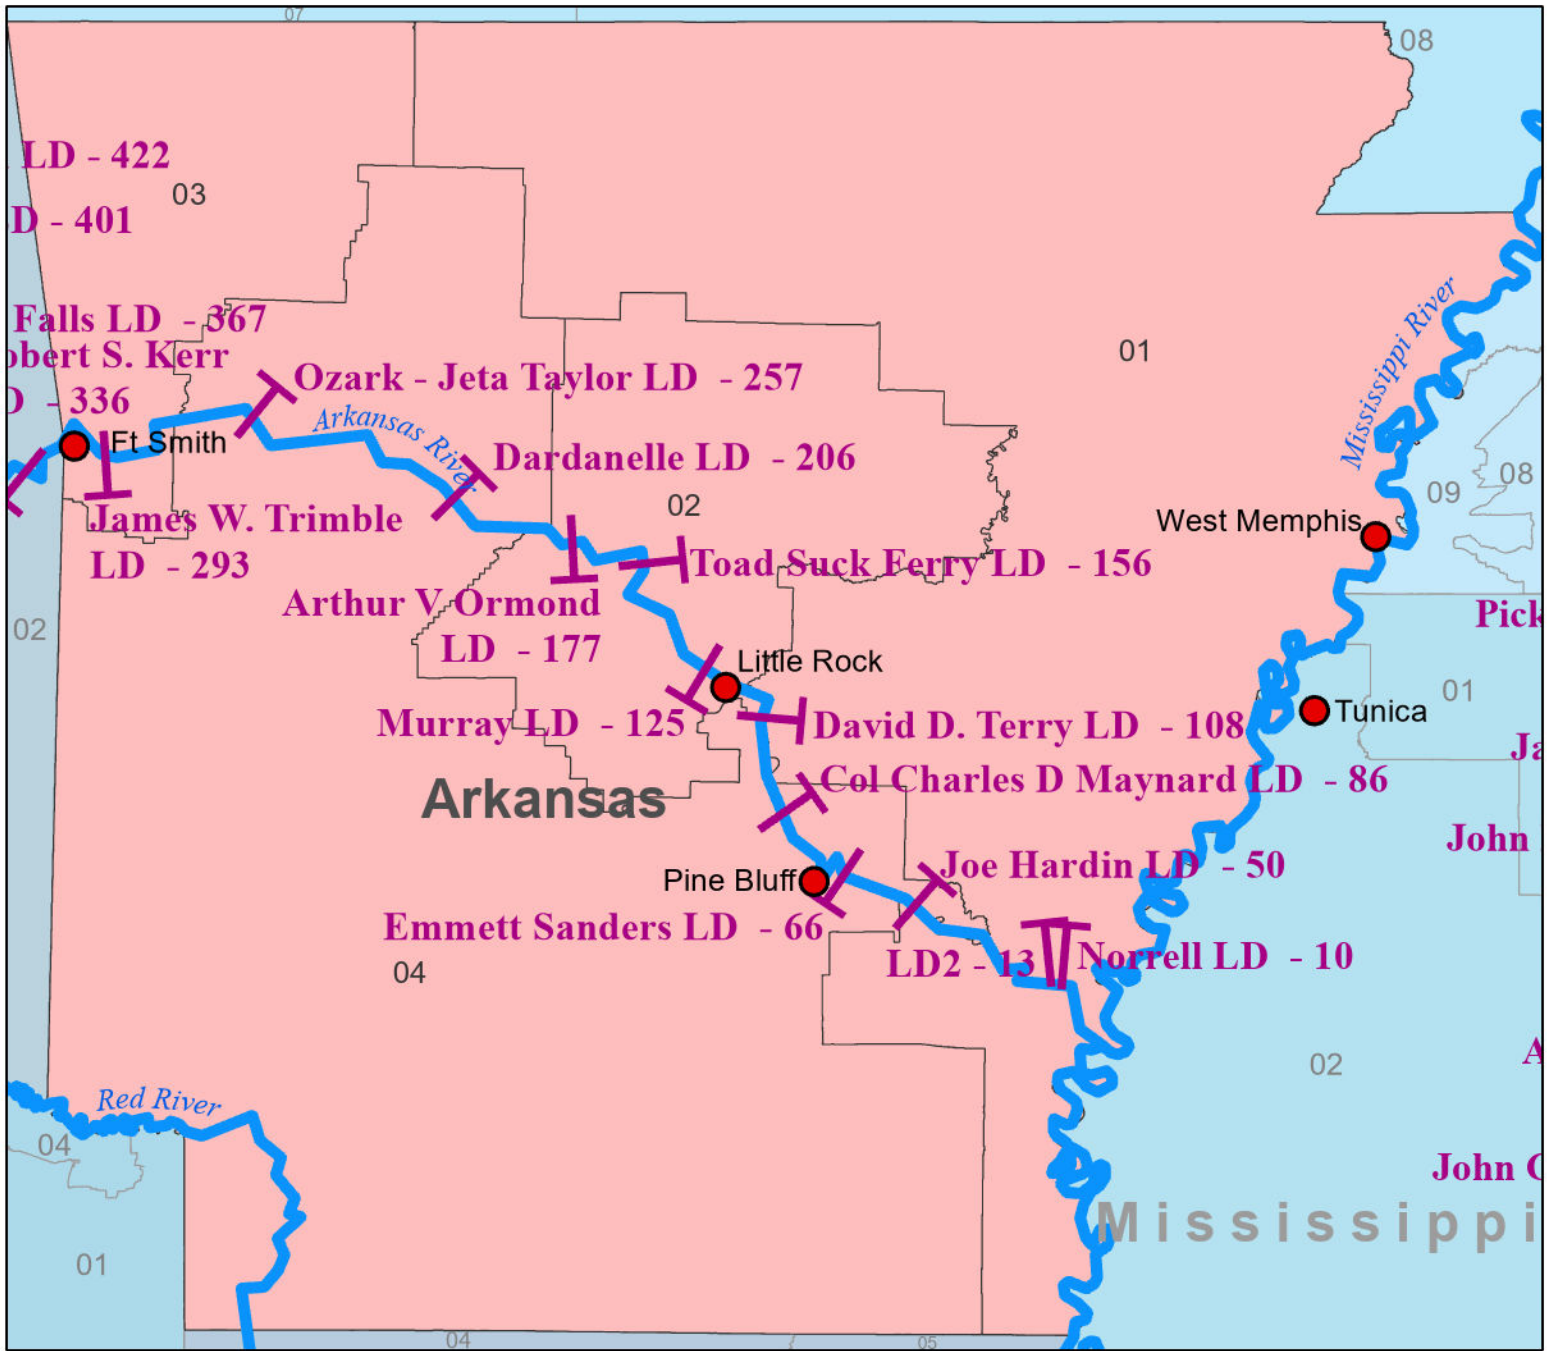 07
08
LD - 422
03
D - 401
Falls LD - 367
obert S. Kerr
D - 336
Ozark - Jeta Taylor LD - 257
Arkansas River
Ft Smith
Mississippi River
01
Dardanelle LD - 206
02
09
08
James W. Trimble
LD - 293
West Memphis
Toad Suck Ferry LD - 156
Arthur V Ormond
LD - 177
02
Pick
Little Rock
01
Tunica
Murray LD - 125
David D. Terry LD - 108
Ja
Col Charles D Maynard LD - 86
Arkansas
John
Joe Hardin LD - 50
Pine Bluff
Emmett Sanders LD - 66
LD2 - 13
Norrell LD - 10
04
02
A
Red River
04
John C
Mississippi
01
04
05